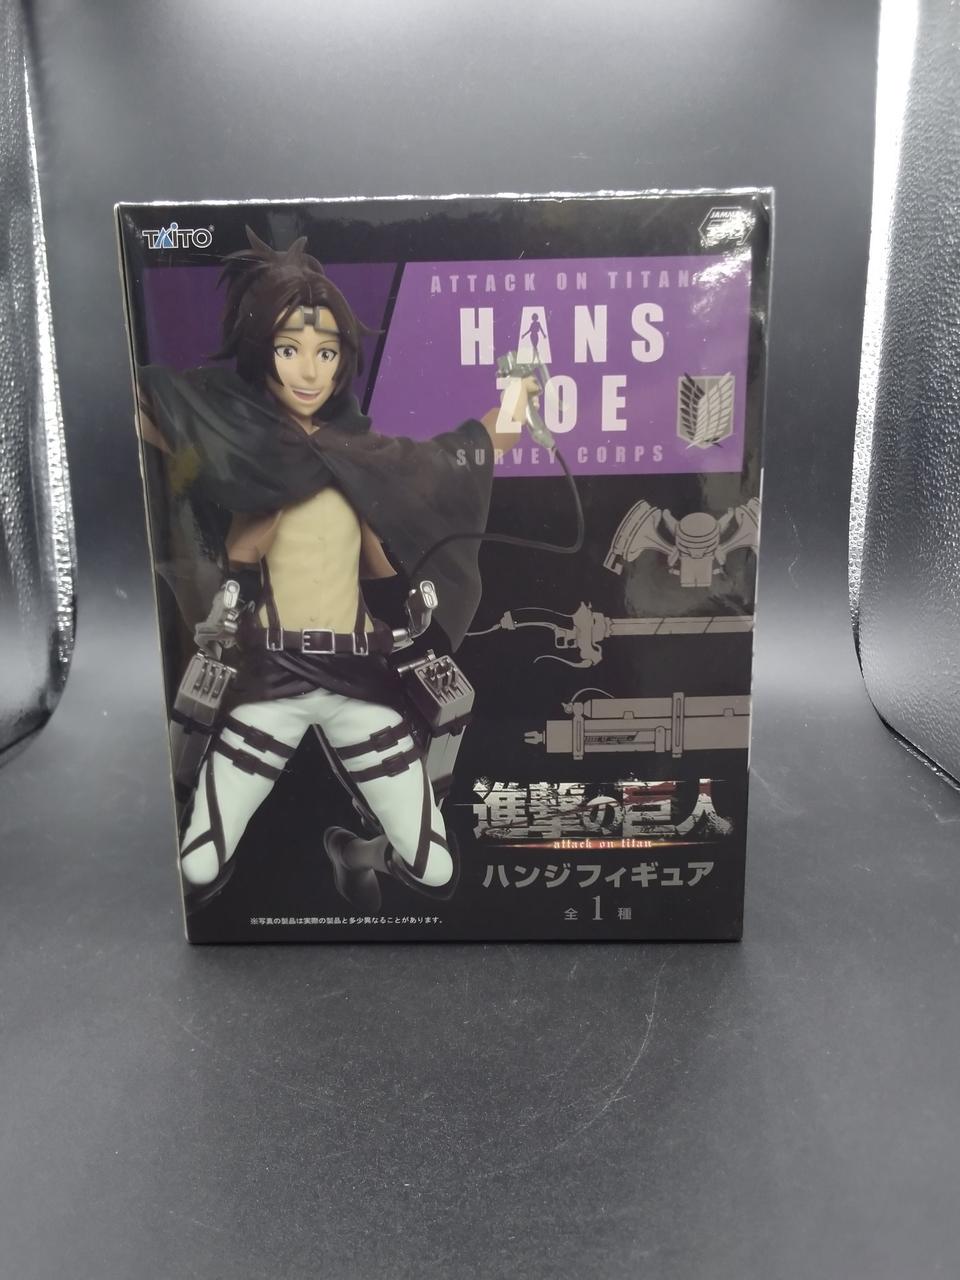 TAITO
JAMMA
ATTACK ON TITAN
HANS
ZOE
SURVEY CORPS
進撃の巨人
attack on titan
ハンジフィギュア
全1種
※写真の製品は実際の製品と多少異なることがあります。